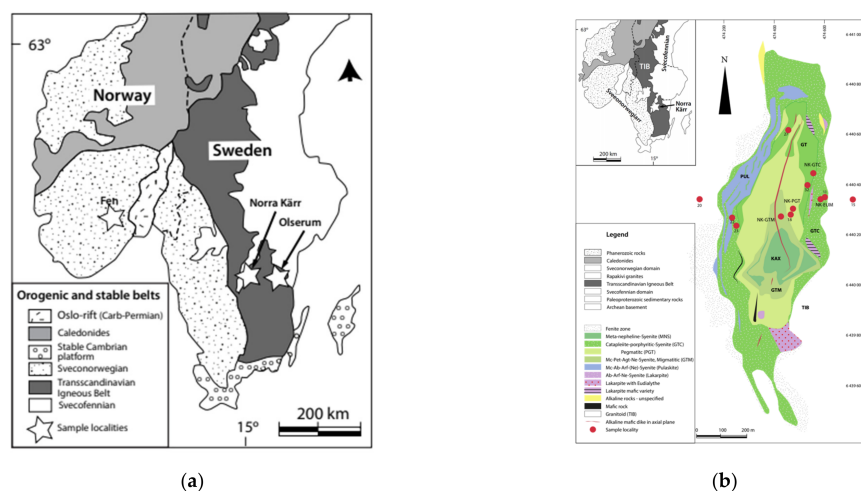 63°
Norway
Sweden
Norra Kärr
Olserum
Fen
Orogenic and stable belts
Oslo-rift (Carb-Permian)
Caledonides
Stable Cambrian
platform
Sveconorwegian
Transscandinavian
Igneous Belt
Svecofennian
Sample localities
200 km
15°
(a)
63°
TIB
Svecofennian
Sveconorwegian
Norra
Kärr
200 km
15°
N
Legend
Phanerozoic rocks
Caledonides
Sveconorwegian domain
Rapakivi granites
Transcandinavian Igneous Belt
Svecofennian domain
Paleoproterozoic sedimentary rocks
Archean basement
Fenite zone
Meta-nepheline-Syenite (MNS)
Catapleiite-porphyritic-Syenite (GTC)
Pegmatitic (PGT)
Mc-Pet-Agt-Ne-Syenite, Migmatitic (GTM)
Mc-Ab-Arf-(Ne)-Syenite (Pulaskite)
Ab-Arf-Ne-Syenite (Lakarpite)
Lakarpite with Eudialythe
Lakarpite mafic variety
Alkaline rocks - unspecified
Mafic rock
Granitoid (TIB)
Alkaline mafic dike in axial plane
Sample locality
0 100 200 m
GT
NK-GTC
PUL
20
NK-PGT
NK-EUM
15
NK-GTM
GTC
KAX
GTM
TIB
(b)